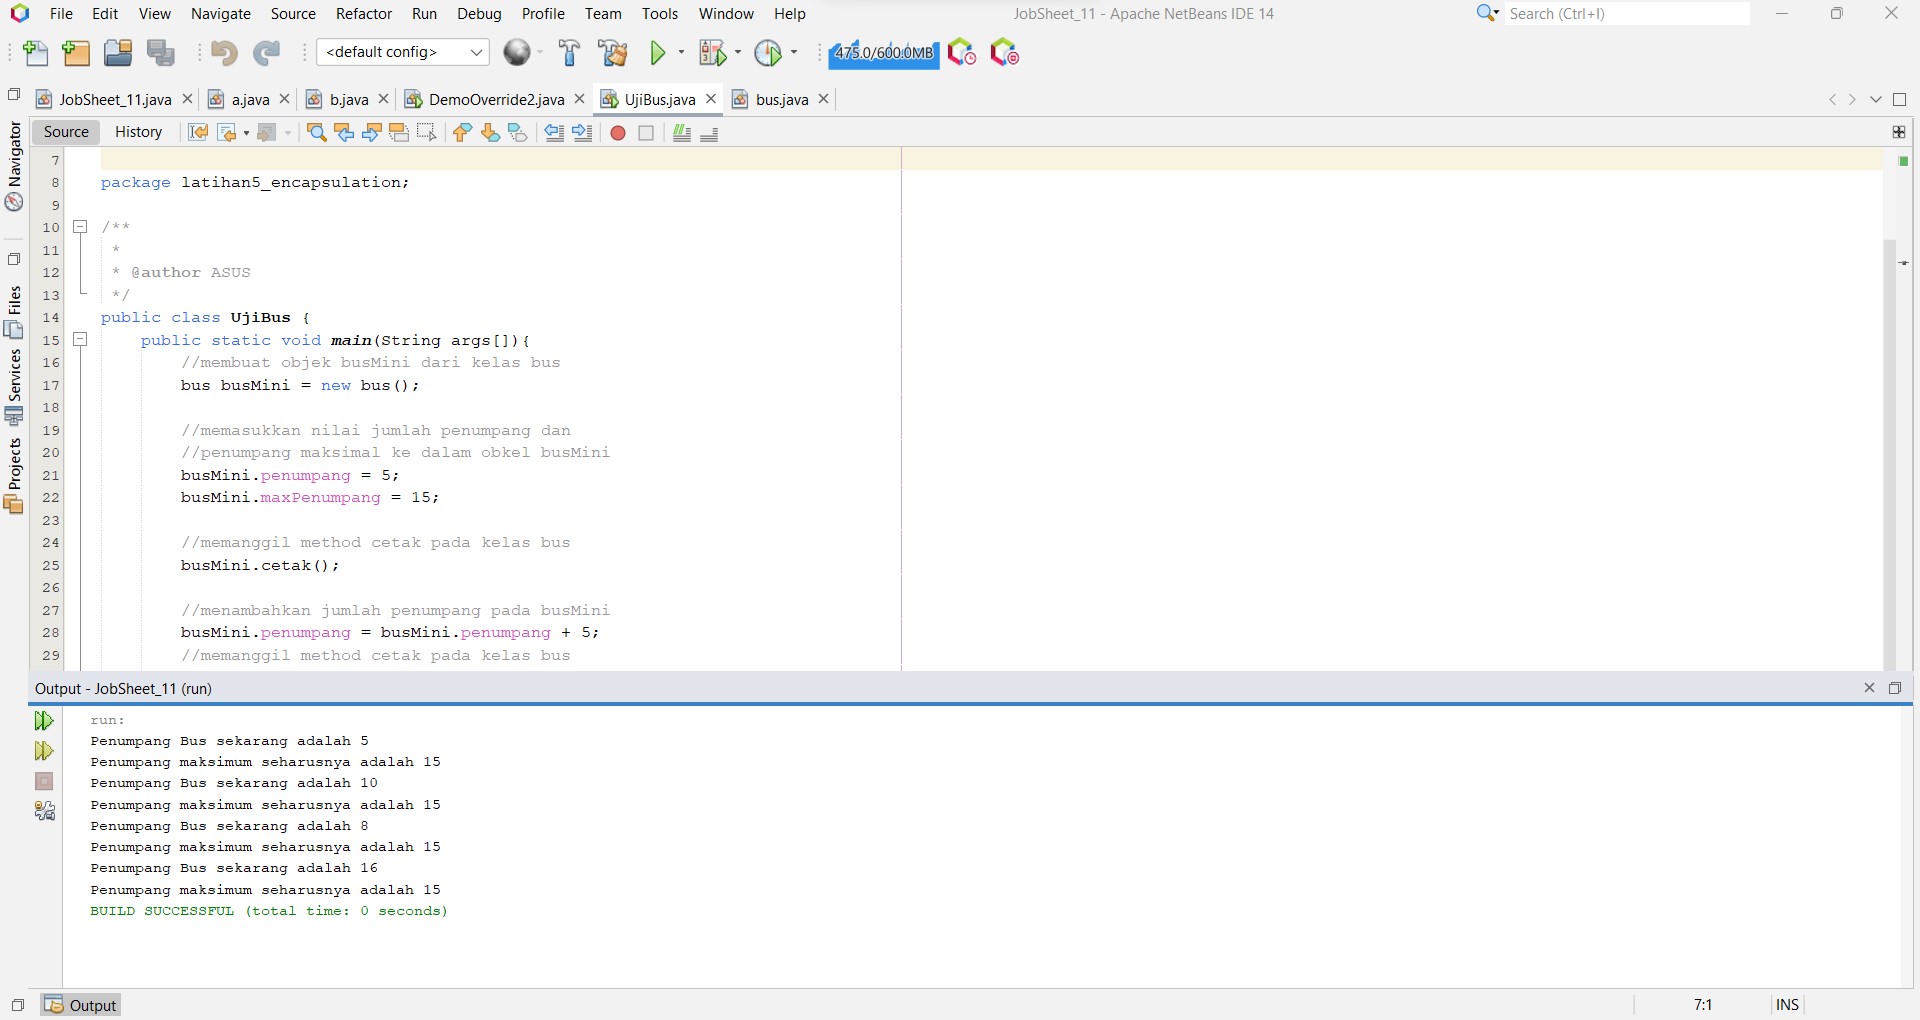 File Edit View Navigate Source Refactor Run Debug Profile Team Tools Window Help
JobSheet_11 - Apache NetBeans IDE 14
Search (Ctrl+I)
<default config>
475.0/600.0MB
JobSheet_11.java a.java b.java DemoOverride2.java UjiBus.java bus.java
Source History
Navigator
Files
Services
Projects
7
8 package latihan5_encapsulation;
9
10 /**
11 *
12 * @author ASUS
13 */
14 public class UjiBus {
15 public static void main(String args[]){
16 //membuat objek busMini dari kelas bus
17 bus busMini = new bus();
18
19 //memasukkan nilai jumlah penumpang dan
20 //penumpang maksimal ke dalam obkel busMini
21 busMini.penumpang = 5;
22 busMini.maxPenumpang = 15;
23
24 //memanggil method cetak pada kelas bus
25 busMini.cetak();
26
27 //menambahkan jumlah penumpang pada busMini
28 busMini.penumpang = busMini.penumpang + 5;
29 //memanggil method cetak pada kelas bus
Output - JobSheet_11 (run)
run:
Penumpang Bus sekarang adalah 5
Penumpang maksimum seharusnya adalah 15
Penumpang Bus sekarang adalah 10
Penumpang maksimum seharusnya adalah 15
Penumpang Bus sekarang adalah 8
Penumpang maksimum seharusnya adalah 15
Penumpang Bus sekarang adalah 16
Penumpang maksimum seharusnya adalah 15
BUILD SUCCESSFUL (total time: 0 seconds)
Output
7:1 INS